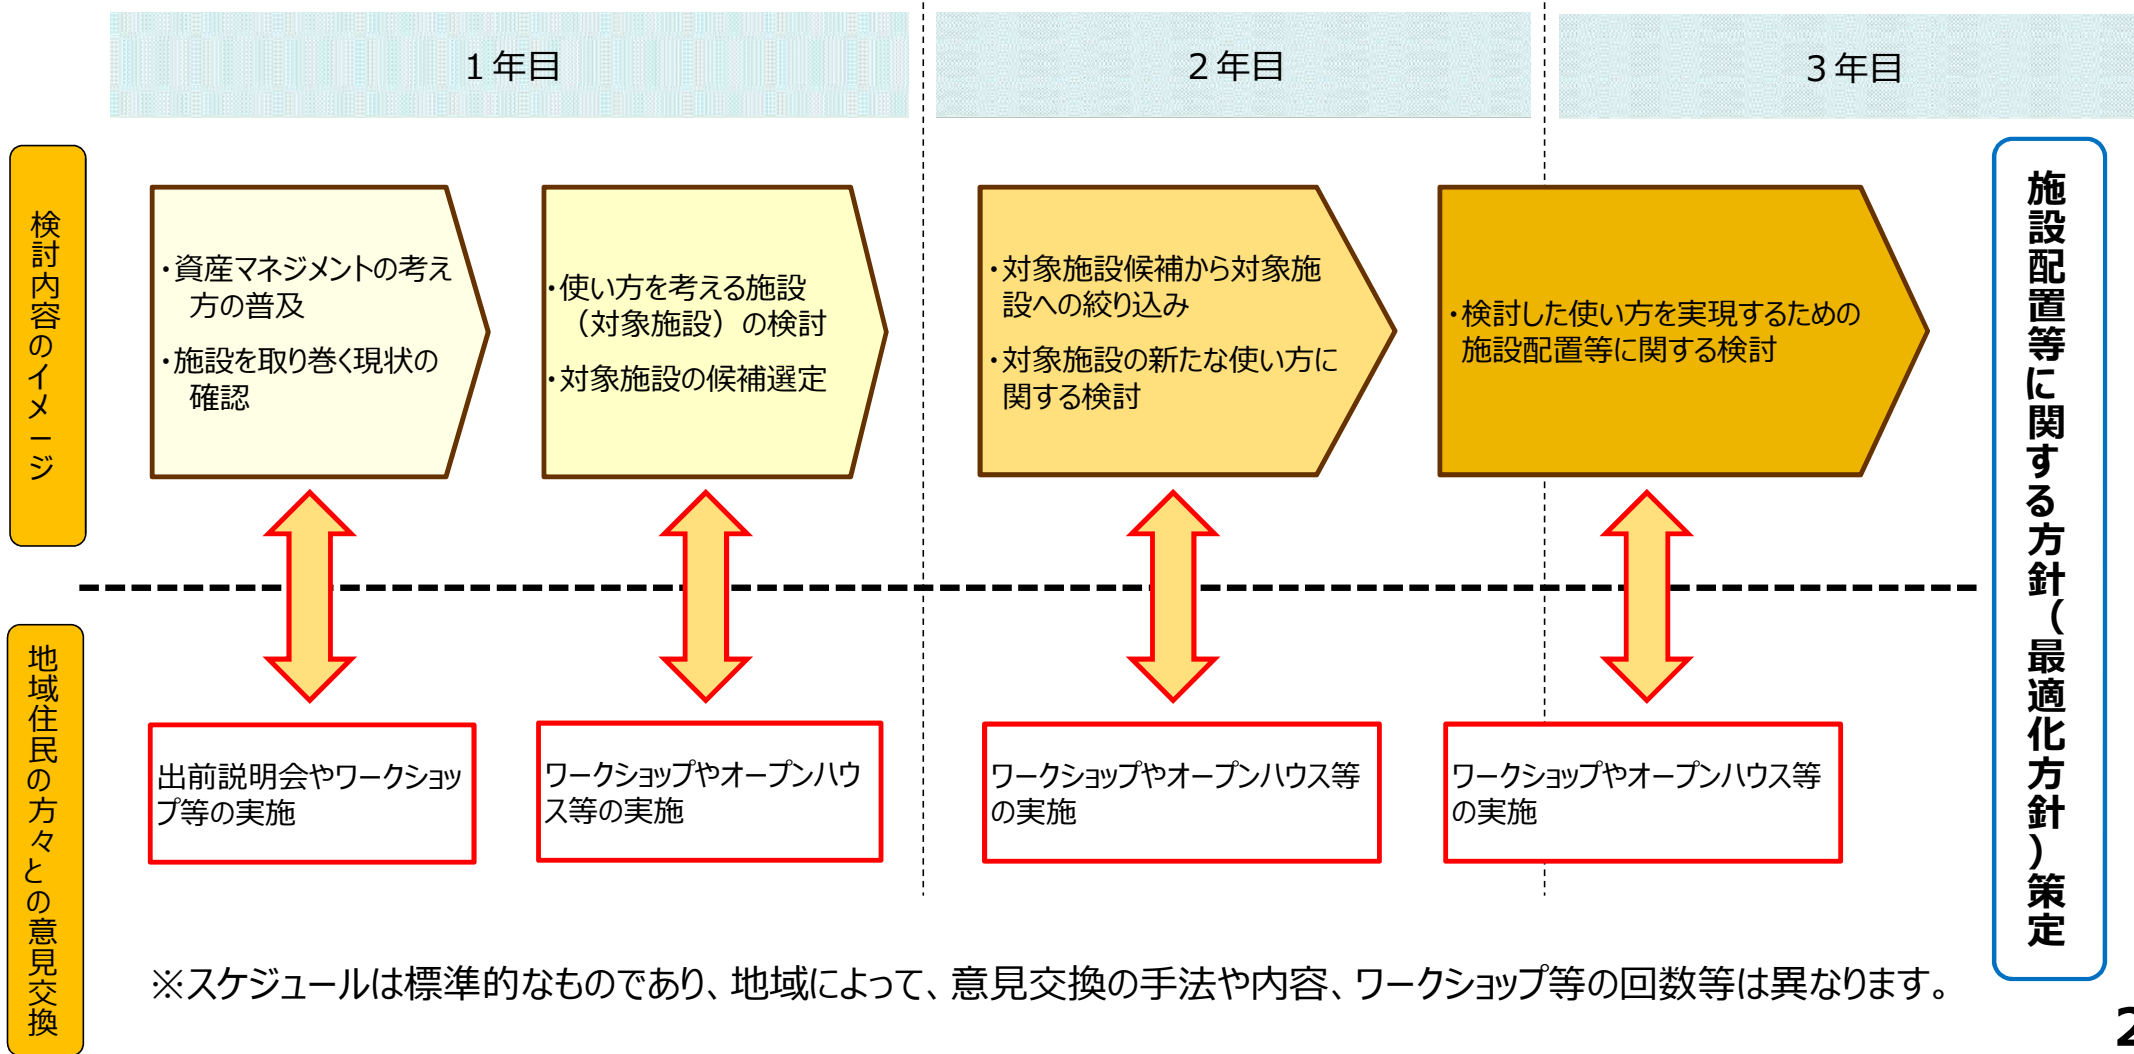 1年目
2年目
3年目
検討内容のイメージ
・資産マネジメントの考え
方の普及
・施設を取り巻く現状の
確認
・使い方を考える施設
（対象施設）の検討
・対象施設の候補選定
・対象施設候補から対象施
設への絞り込み
・対象施設の新たな使い方に
関する検討
・検討した使い方を実現するための
施設配置等に関する検討
施設配置等に関する方針（最適化方針）策定
地域住民の方々との意見交換
出前説明会やワークショッ
プ等の実施
ワークショップやオープンハウ
ス等の実施
ワークショップやオープンハウス等
の実施
ワークショップやオープンハウス等
の実施
※スケジュールは標準的なものであり、地域によって、意見交換の手法や内容、ワークショップ等の回数等は異なります。
2